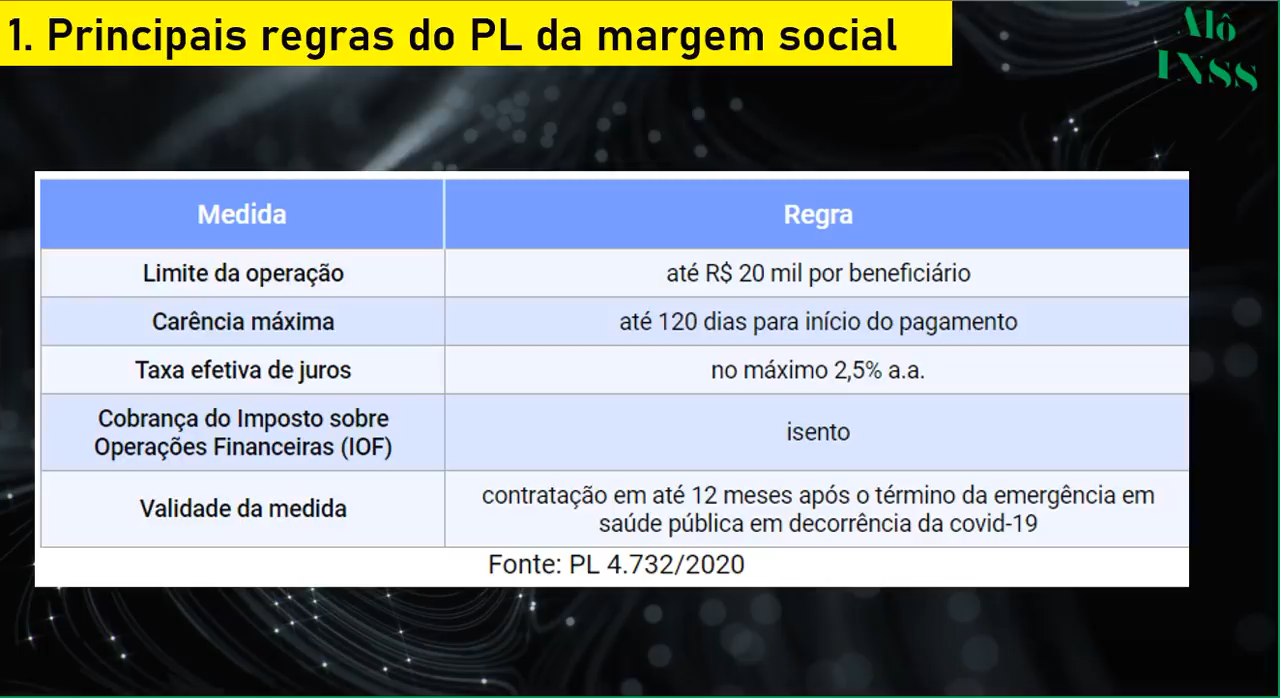 1. Principais regras do PL da margem social
Alô
INSS
Medida
Regra
Limite da operação
até R$ 20 mil por beneficiário
Carência máxima
até 120 dias para início do pagamento
Taxa efetiva de juros
no máximo 2,5% a.a.
Cobrança do Imposto sobre
Operações Financeiras (IOF)
isento
Validade da medida
contratação em até 12 meses após o término da emergência em
saúde pública em decorrência da covid-19
Fonte: PL 4.732/2020